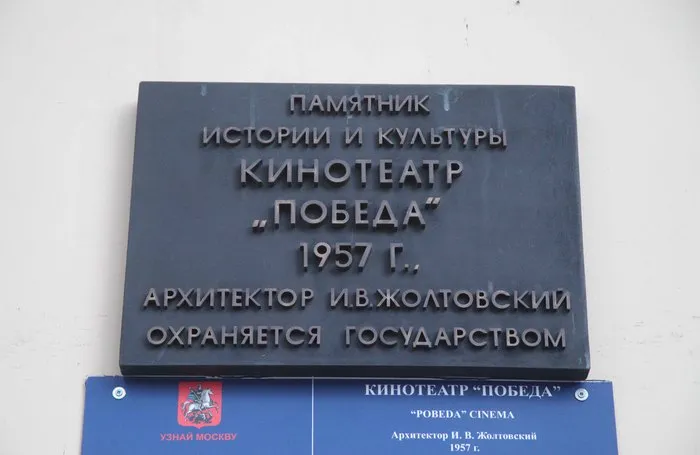 ПАМЯТНИК
ИСТОРИИ И КУЛЬТУРЫ
КИНОТЕАТР
„ПОБЕДА"
1957 Г.,
АРХИТЕКТОР И.В.ЖОЛТОВСКИЙ
ОХРАНЯЕТСЯ ГОСУДАРСТВОМ
УЗНАЙ МОСКВУ
КИНОТЕАТР “ПОБЕДА”
“POBEDA” CINEMA
Архитектор И. В. Жолтовский
1957 г.